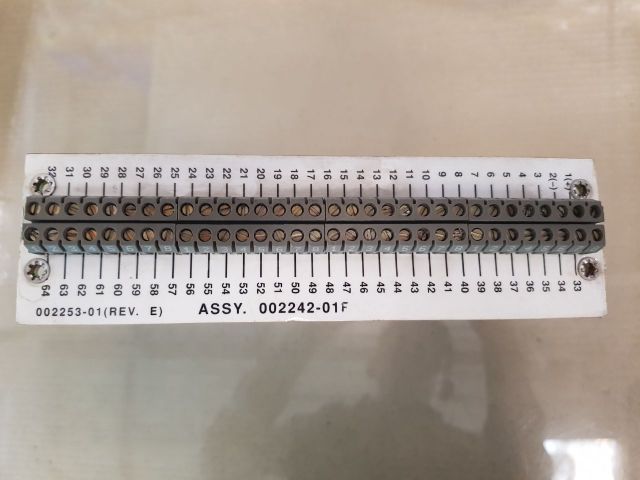 32 31 30 29 28 27 26 25 24 23 22 21 20 19 18 17 16 15 14 13 12 11 10 9 8 7 6 5 4 3 2(-) 1(+)
64 63 62 61 60 59 58 57 56 55 54 53 52 51 50 49 48 47 46 45 44 43 42 41 40 39 38 37 36 35 34 33
002253-01(REV. E) ASSY. 002242-01F